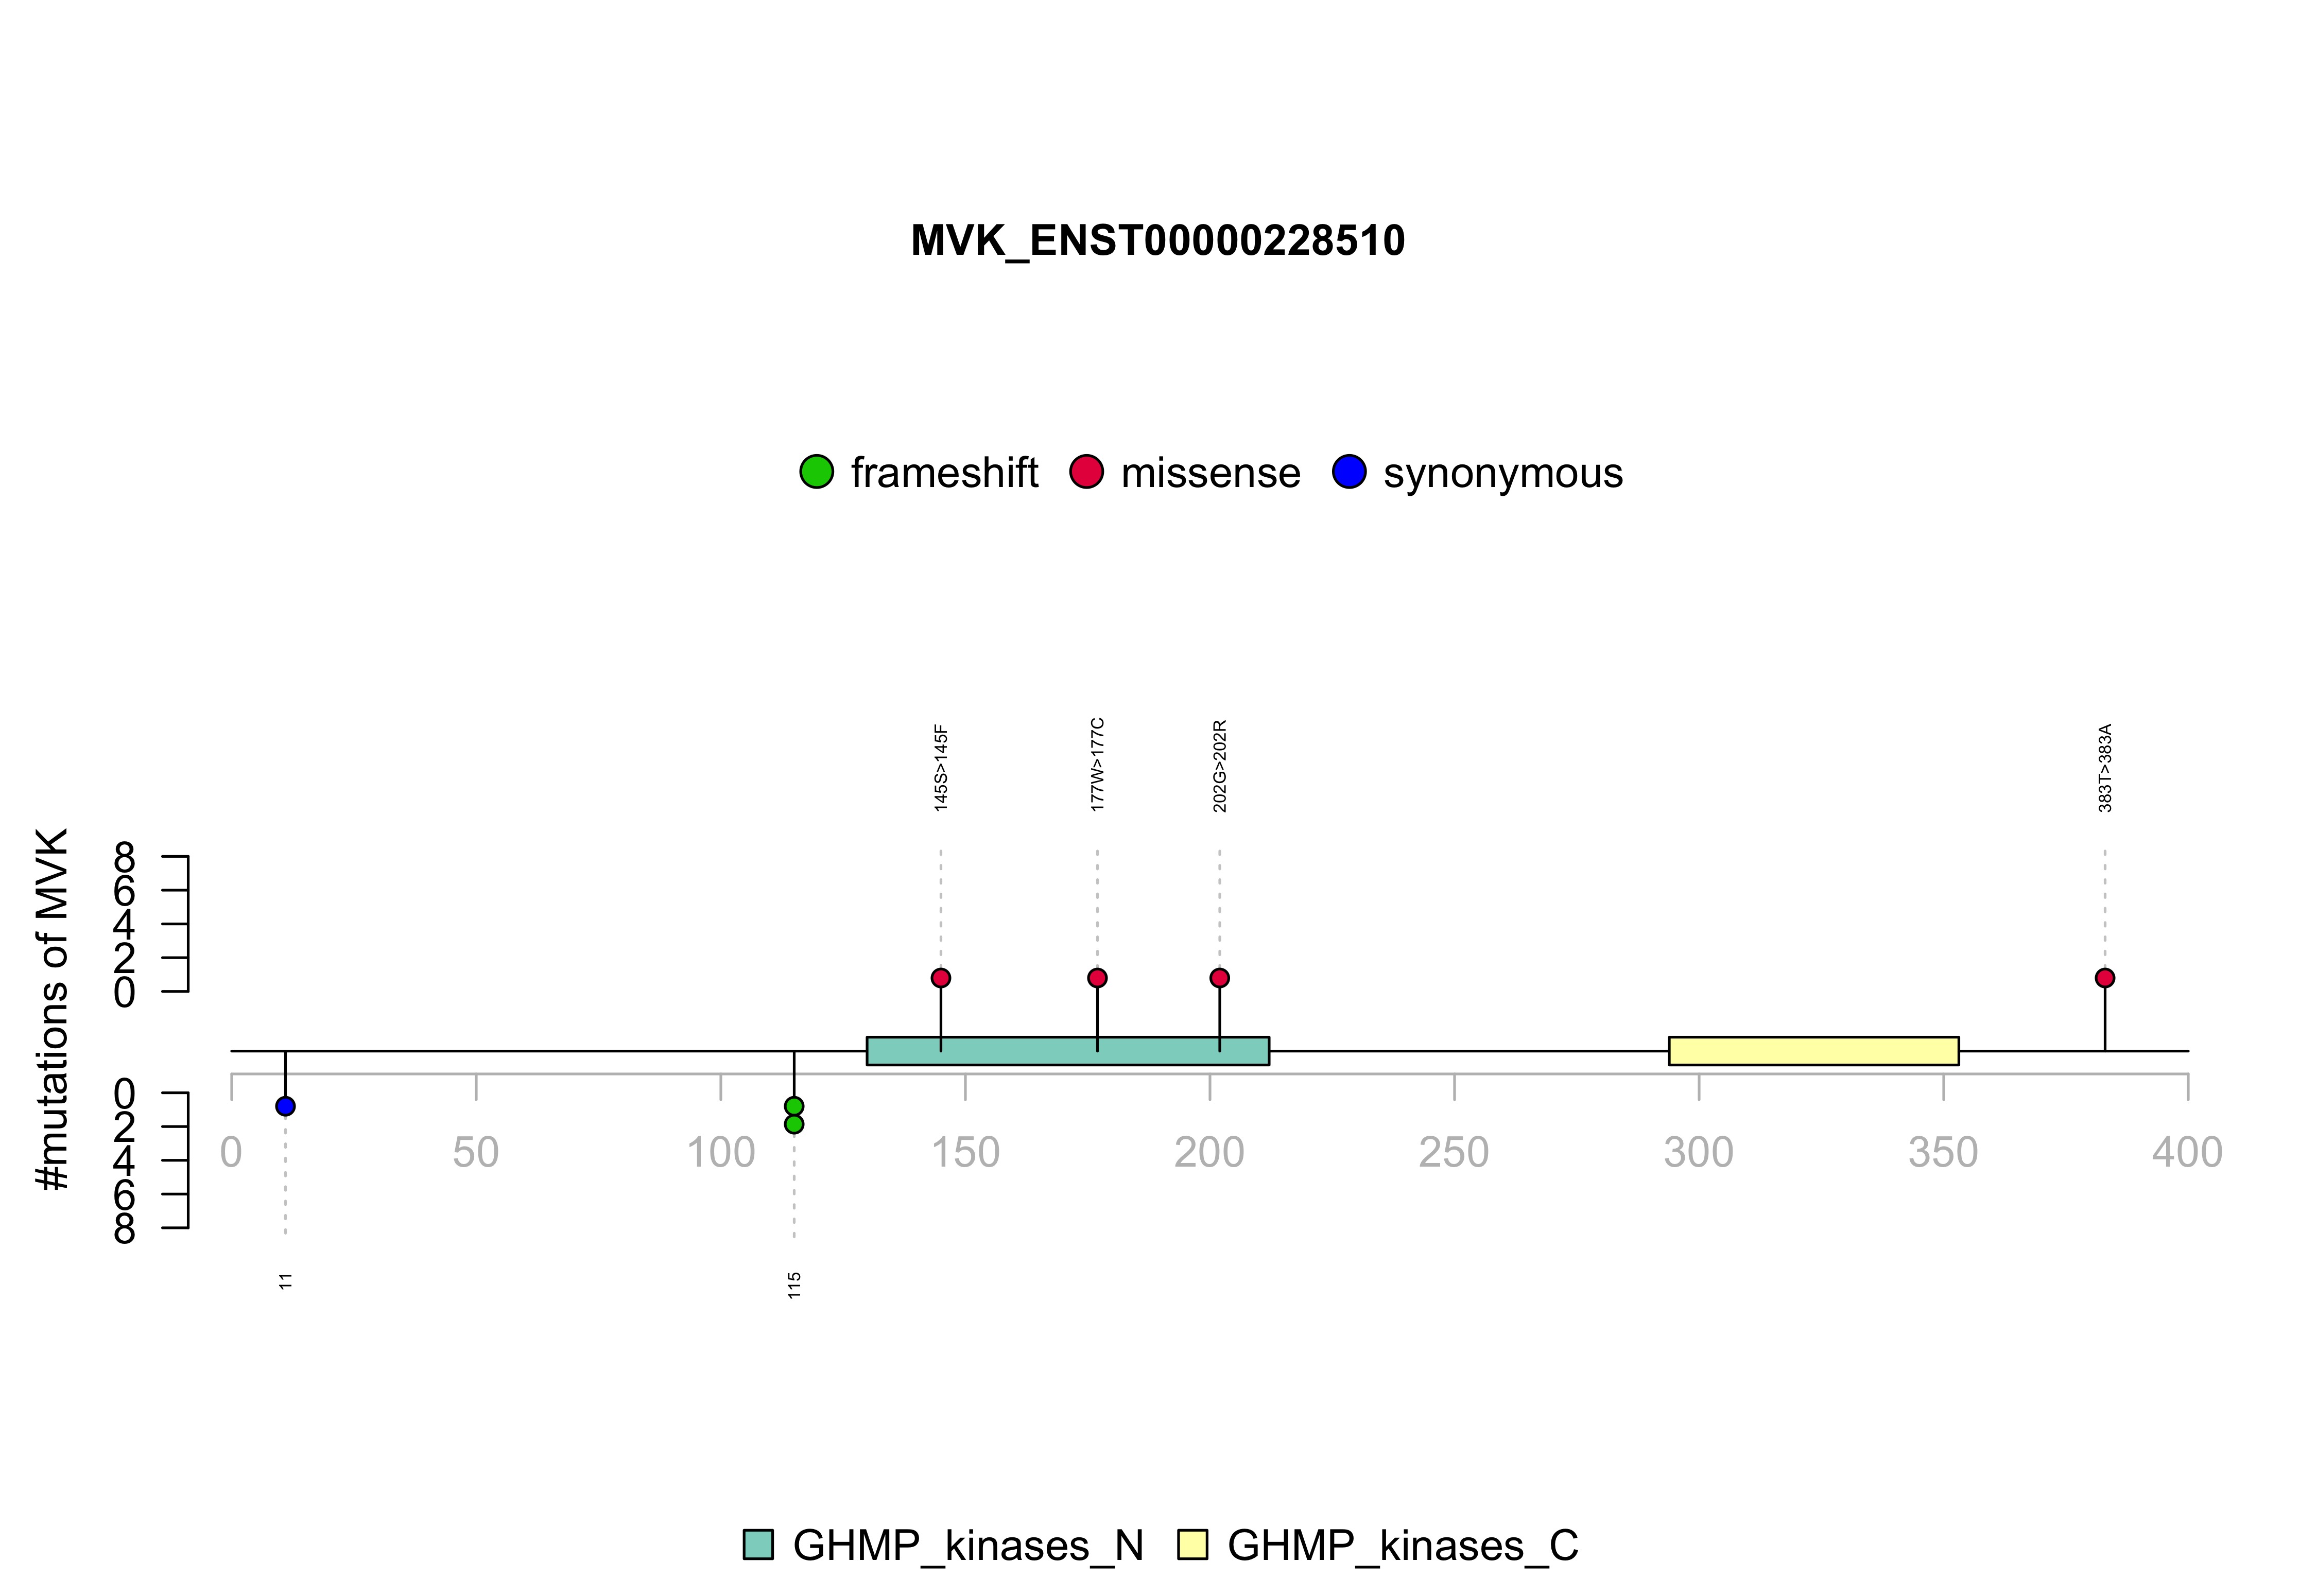 MVK_ENST00000228510
frameshift missense synonymous
145S>145F
177W>177C
202G>202R
383T>383A
#mutations of MVK
8
6
4
2
0
0
2
4
6
8
0 50 100 150 200 250 300 350 400
11
115
GHMP_kinases_N GHMP_kinases_C